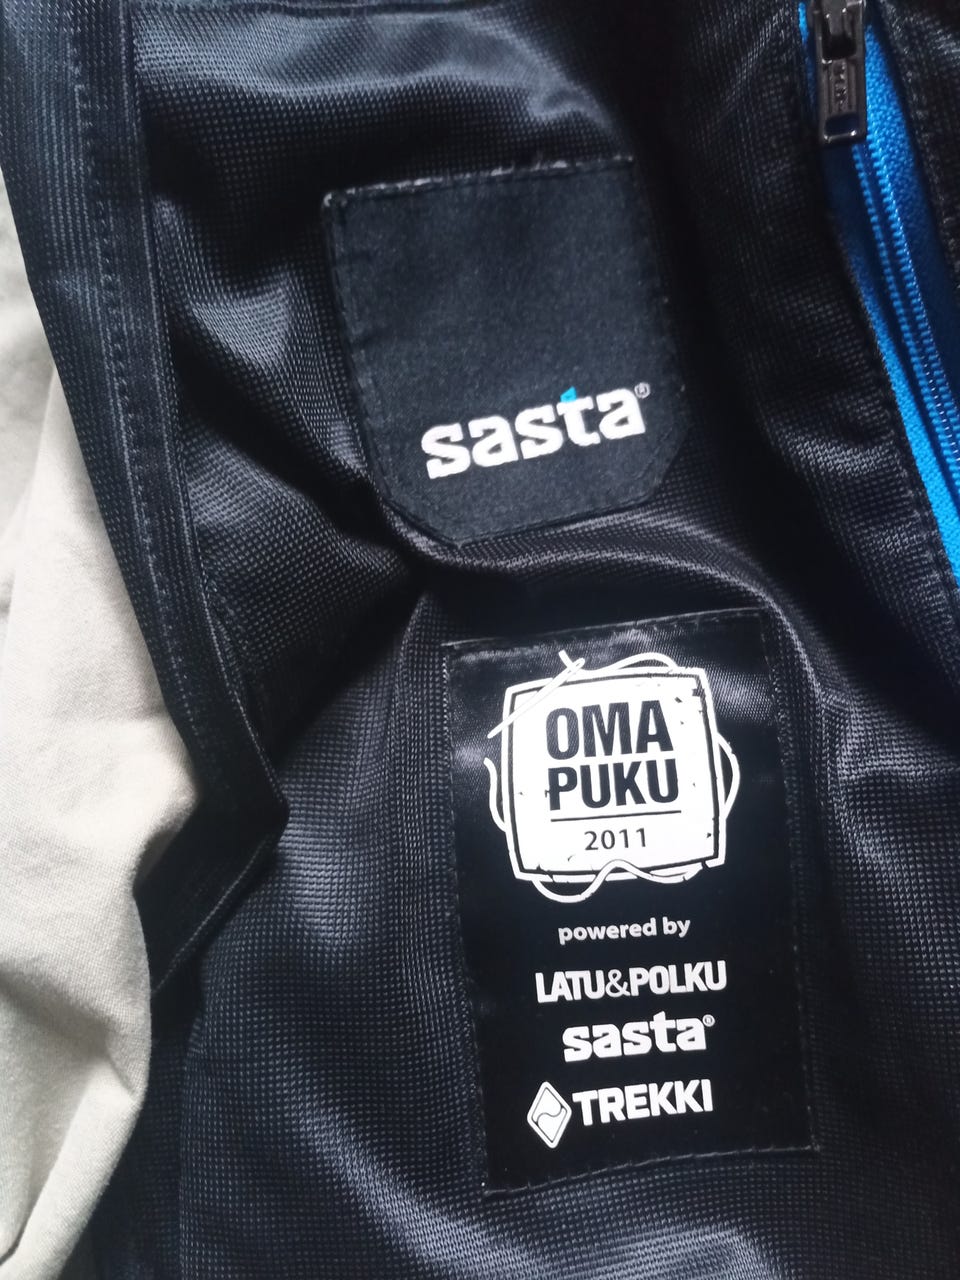 sasta®
OMA
PUKU
2011
powered by
LATU&POLKU
sasta®
TREKKI